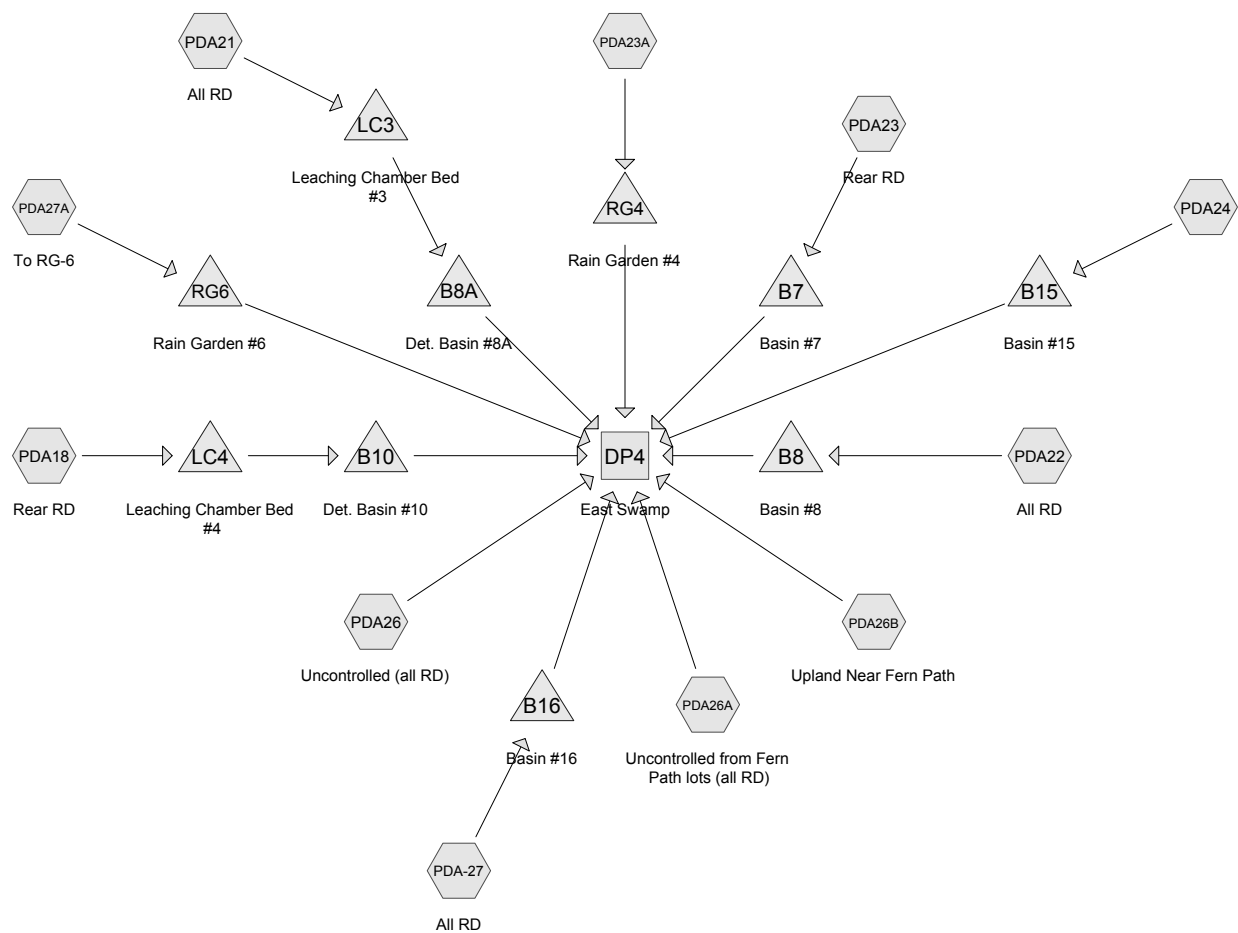 PDA21
All RD
PDA23A
LC3
Leaching Chamber Bed
#3
PDA23
Rear RD
PDA27A
To RG-6
RG4
Rain Garden #4
PDA24
RG6
Rain Garden #6
B8A
Det. Basin #8A
B7
Basin #7
B15
Basin #15
PDA18
Rear RD
LC4
Leaching Chamber Bed
#4
B10
Det. Basin #10
DP4
East Swamp
B8
Basin #8
PDA22
All RD
PDA26
Uncontrolled (all RD)
PDA26B
Upland Near Fern Path
B16
Basin #16
PDA26A
Uncontrolled from Fern
Path lots (all RD)
PDA-27
All RD